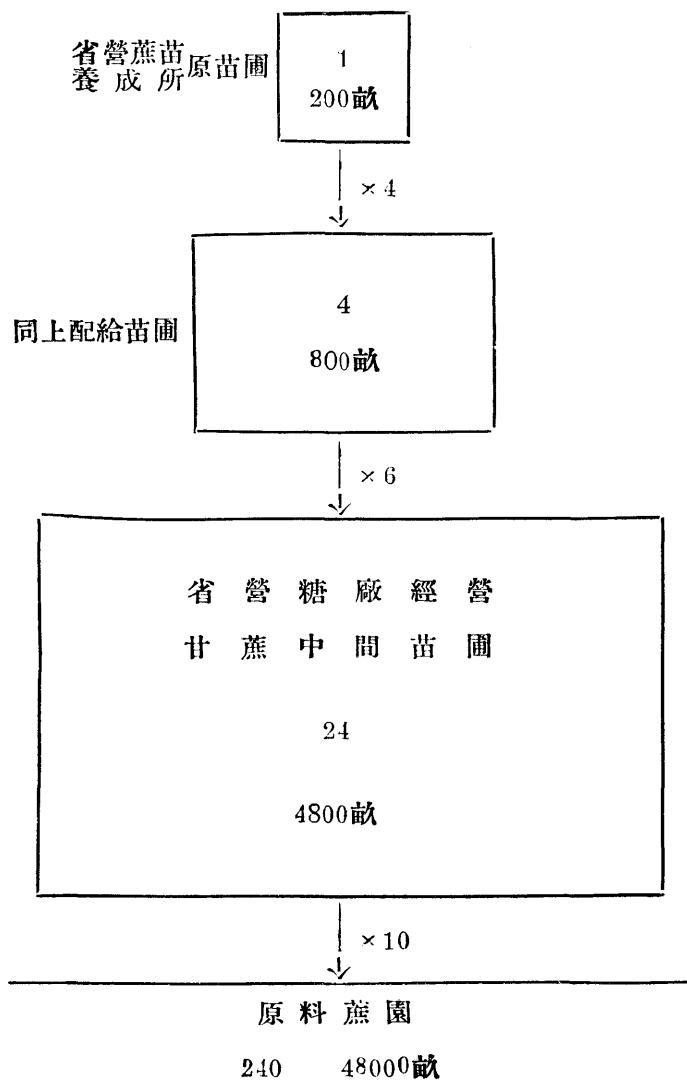 省營蔗苗
養成所原苗圃
1
200畝
×4
同上配給苗圃
4
800畝
×6
省營糖廠經營
甘蔗中間苗圃
24
4800畝
×10
原料蔗園
240 48000畝